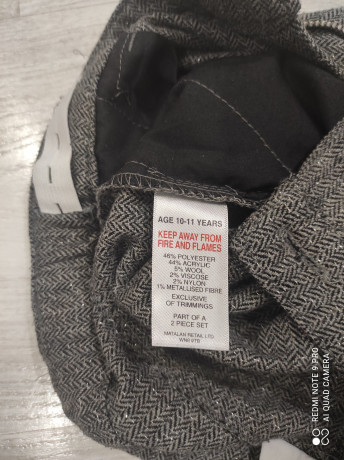 AGE 10-11 YEARS
KEEP AWAY FROM
FIRE AND FLAMES
46% POLYESTER
44% ACRYLIC
5% WOOL
2% VISCOSE
2% NYLON
1% METALLISED FIBRE
EXCLUSIVE
OF TRIMMINGS
PART OF A
2 PIECE SET
MATALAN RETAIL LTD
REDMI NOTE 9 PRO
AI QUAD CAMERA